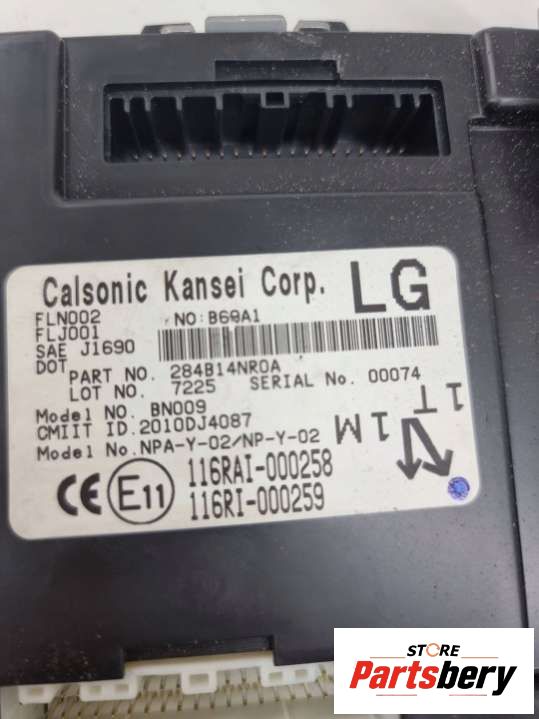 Calsonic Kansei Corp. LG
FLN002 NO:B69A1
FLJ001
SAE J1690
DOT
PART NO. 284B14NR0A
LOT NO. 7225 SERIAL No. 00074
Model NO. BN009
CMIIT ID.2010DJ4087
Model No.NPA-Y-02/NP-Y-02
1M 1T
CE E11 116RAI-000258
116RI-000259
STORE
Partsbery